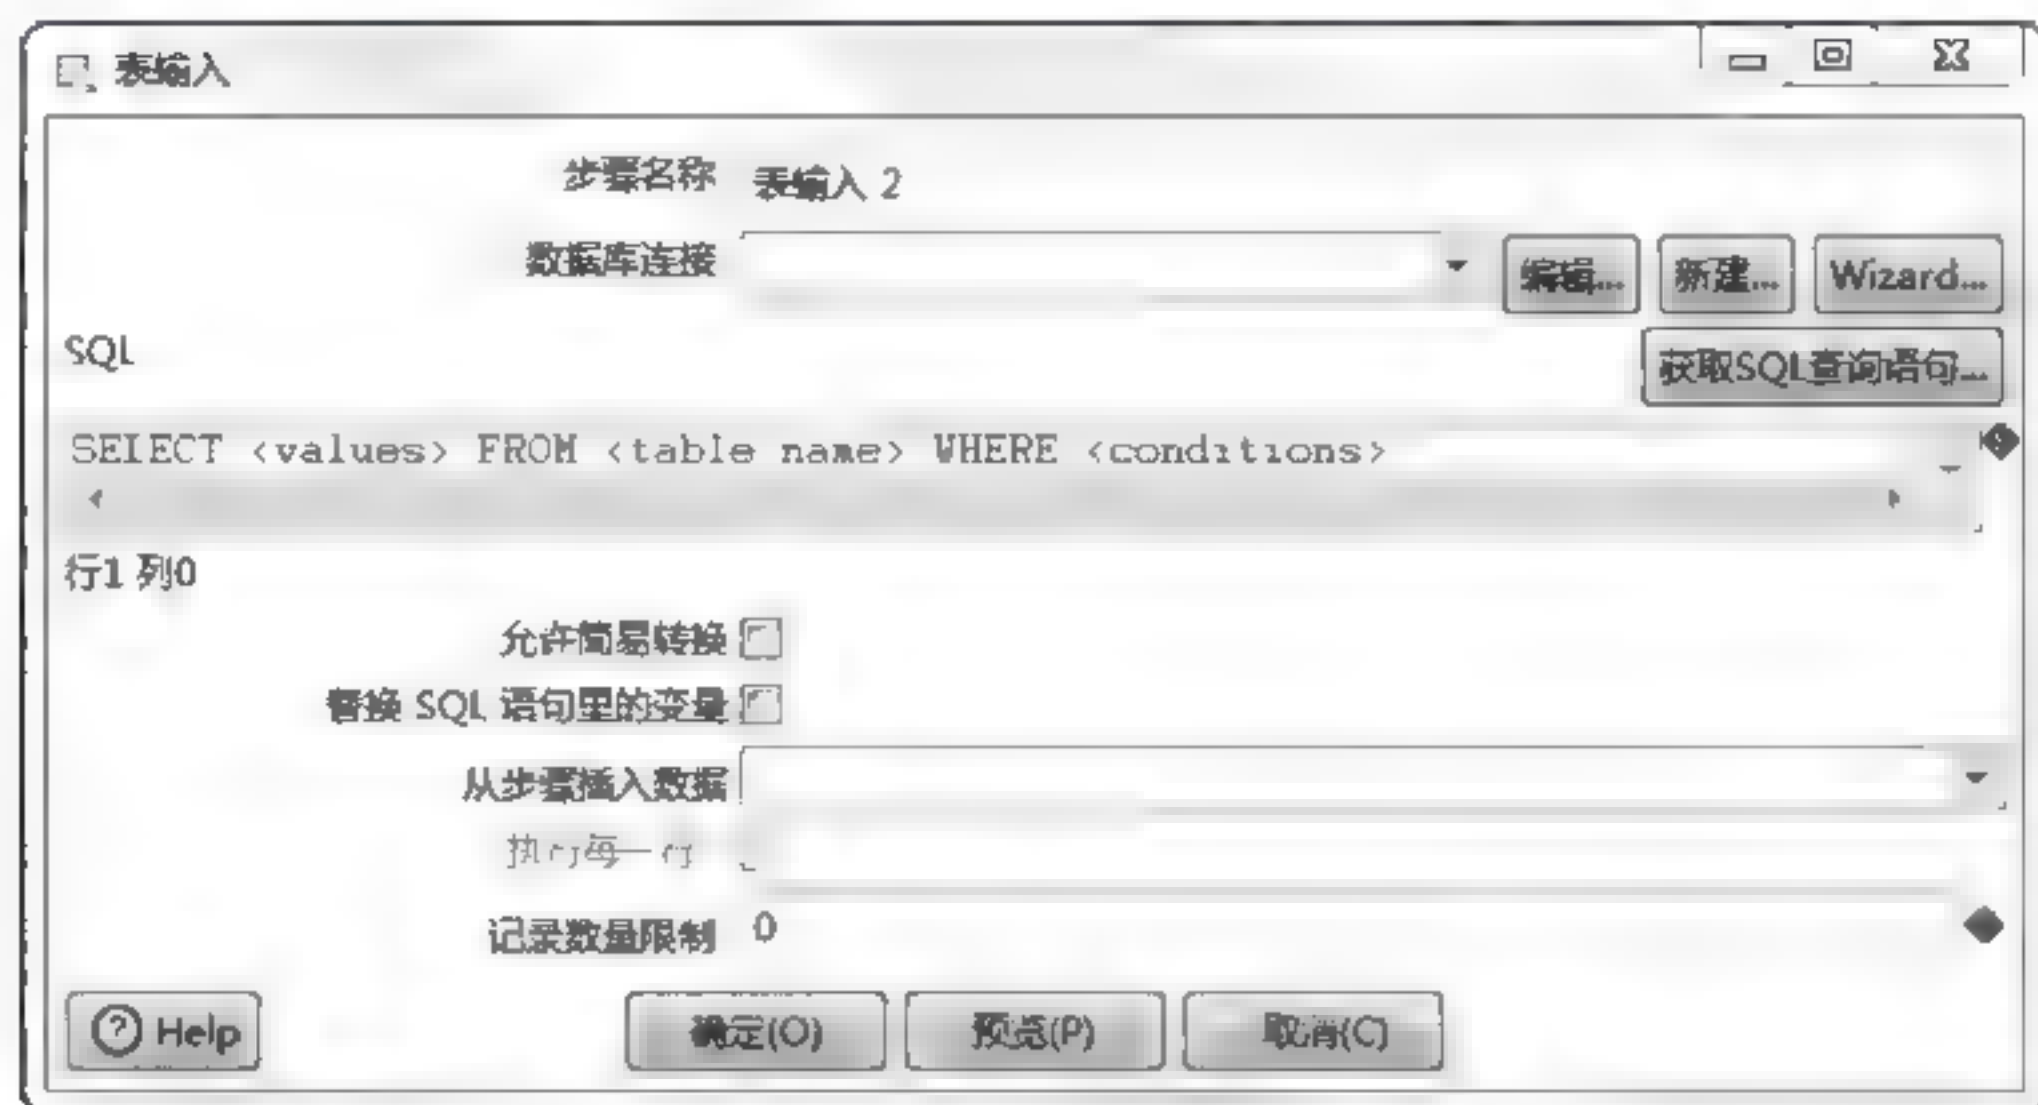 表输入
步骤名称 表输入 2
数据库连接 编辑... 新建... Wizard...
SQL 获取SQL查询语句...
SELECT <values> FROM <table name> WHERE <conditions>
行1 列0
允许简易转换
替换 SQL 语句里的变量
从步骤插入数据
执行每一行
记录数量限制 0
Help 确定(O) 预览(P) 取消(C)